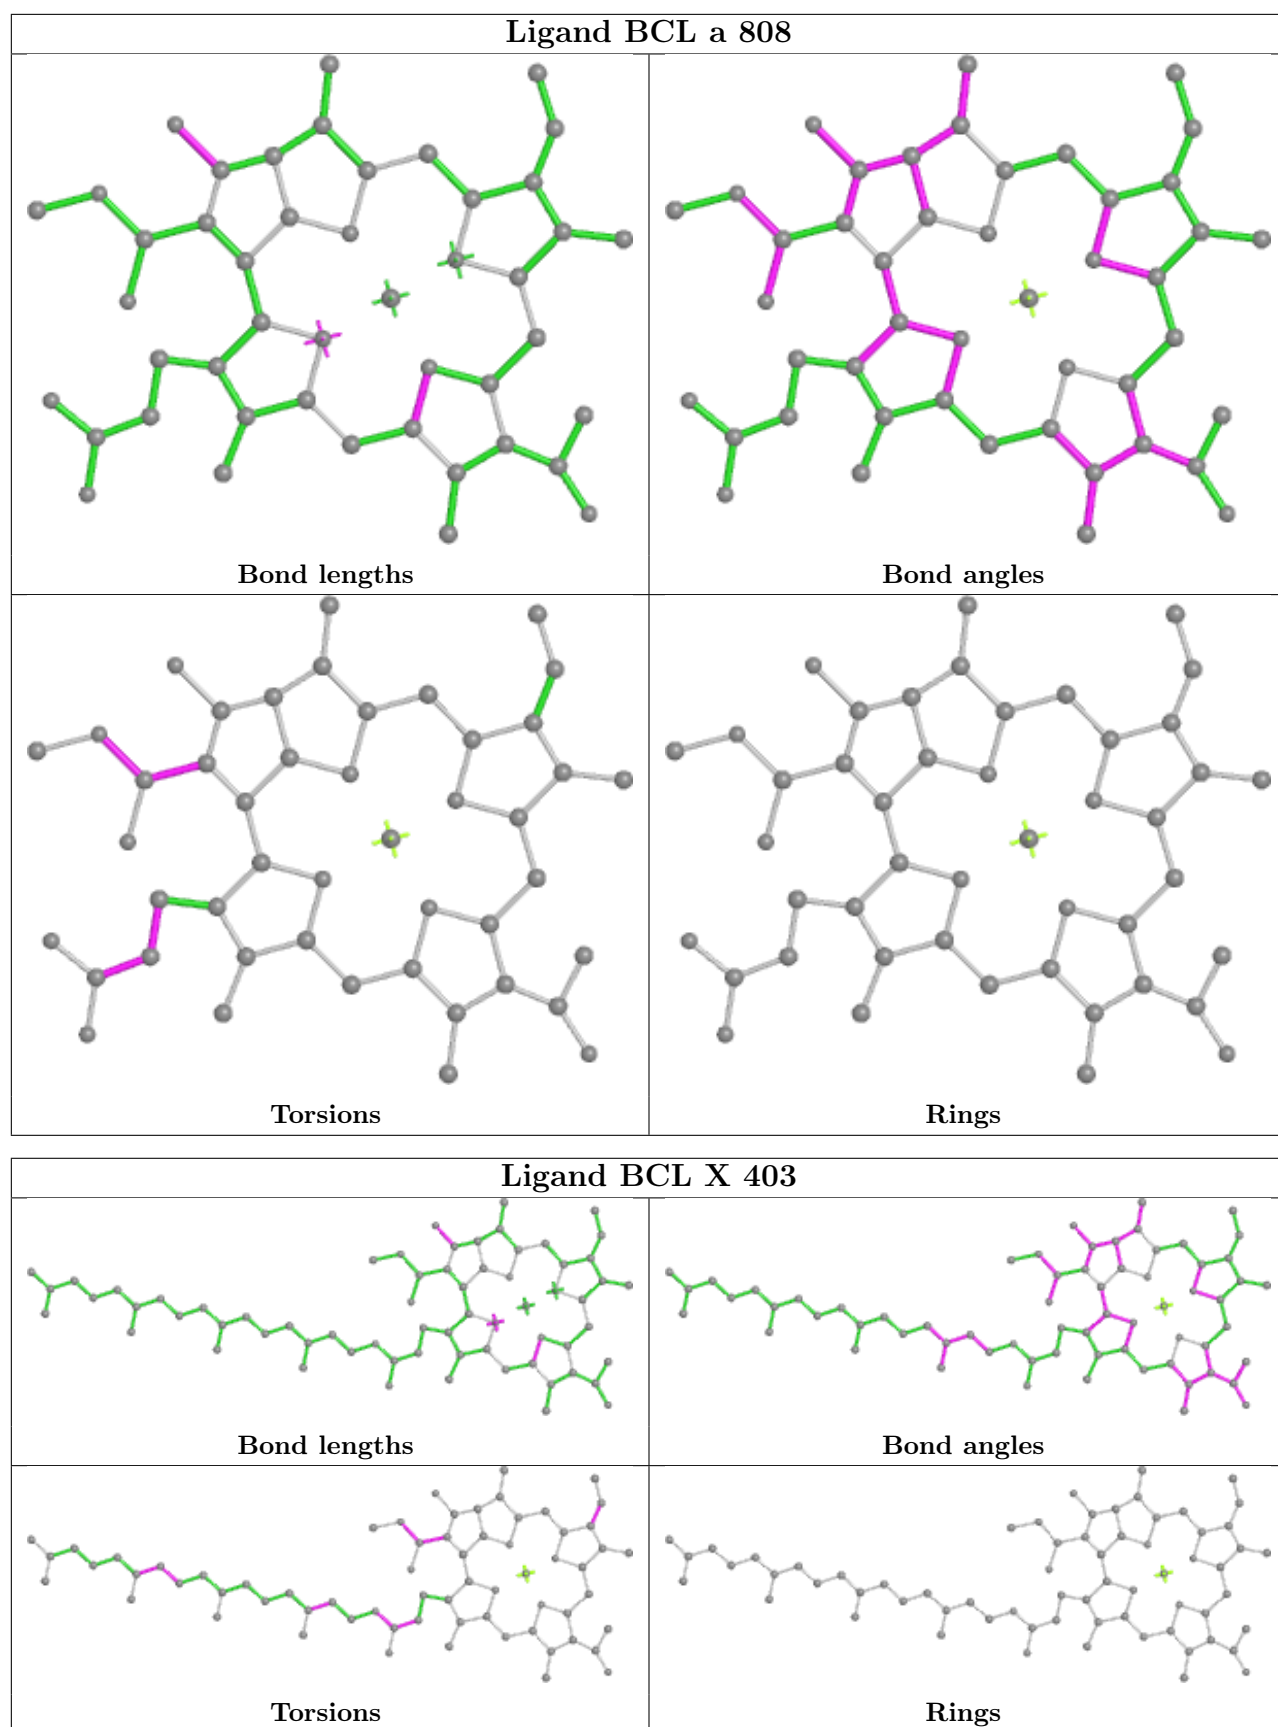 Ligand BCL a 808
Bond lengths
Bond angles
Torsions
Rings
Ligand BCL X 403
Bond lengths
Bond angles
Torsions
Rings